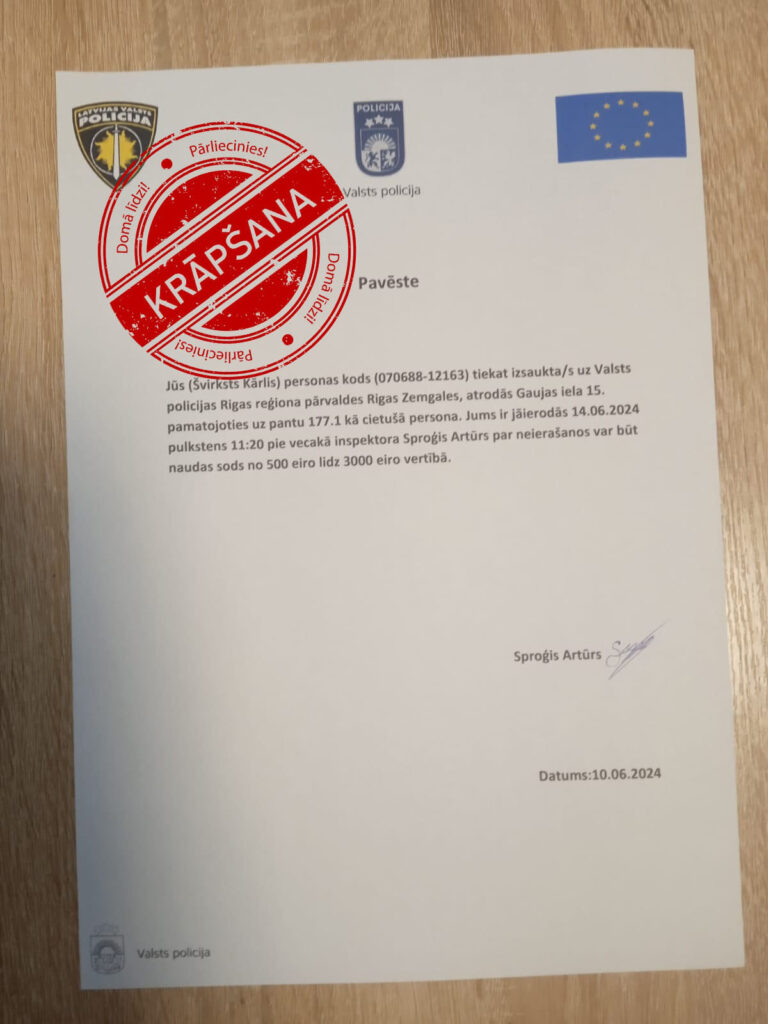 LATVIJAS VALSTS
POLICIJA
POLICIJA
Valsts policija
Pārliecinies!
Domā līdzi!
KRĀPŠANA
Domā līdzi!
Pārliecinies!
Pavēste
Jūs (Švirksts Kārlis) personas kods (070688-12163) tiekat izsaukta/s uz Valsts
policijas Rigas reģiona pārvaldes Rigas Zemgales, atrodās Gaujas iela 15.
pamatojoties uz pantu 177.1 kā cietušā persona. Jums ir jāierodās 14.06.2024
pulkstens 11:20 pie vecakā inspektora Sproģis Artūrs par neierašanos var būt
naudas sods no 500 eiro lidz 3000 eiro vertībā.
Sproģis Artūrs
Datums:10.06.2024
Valsts policija